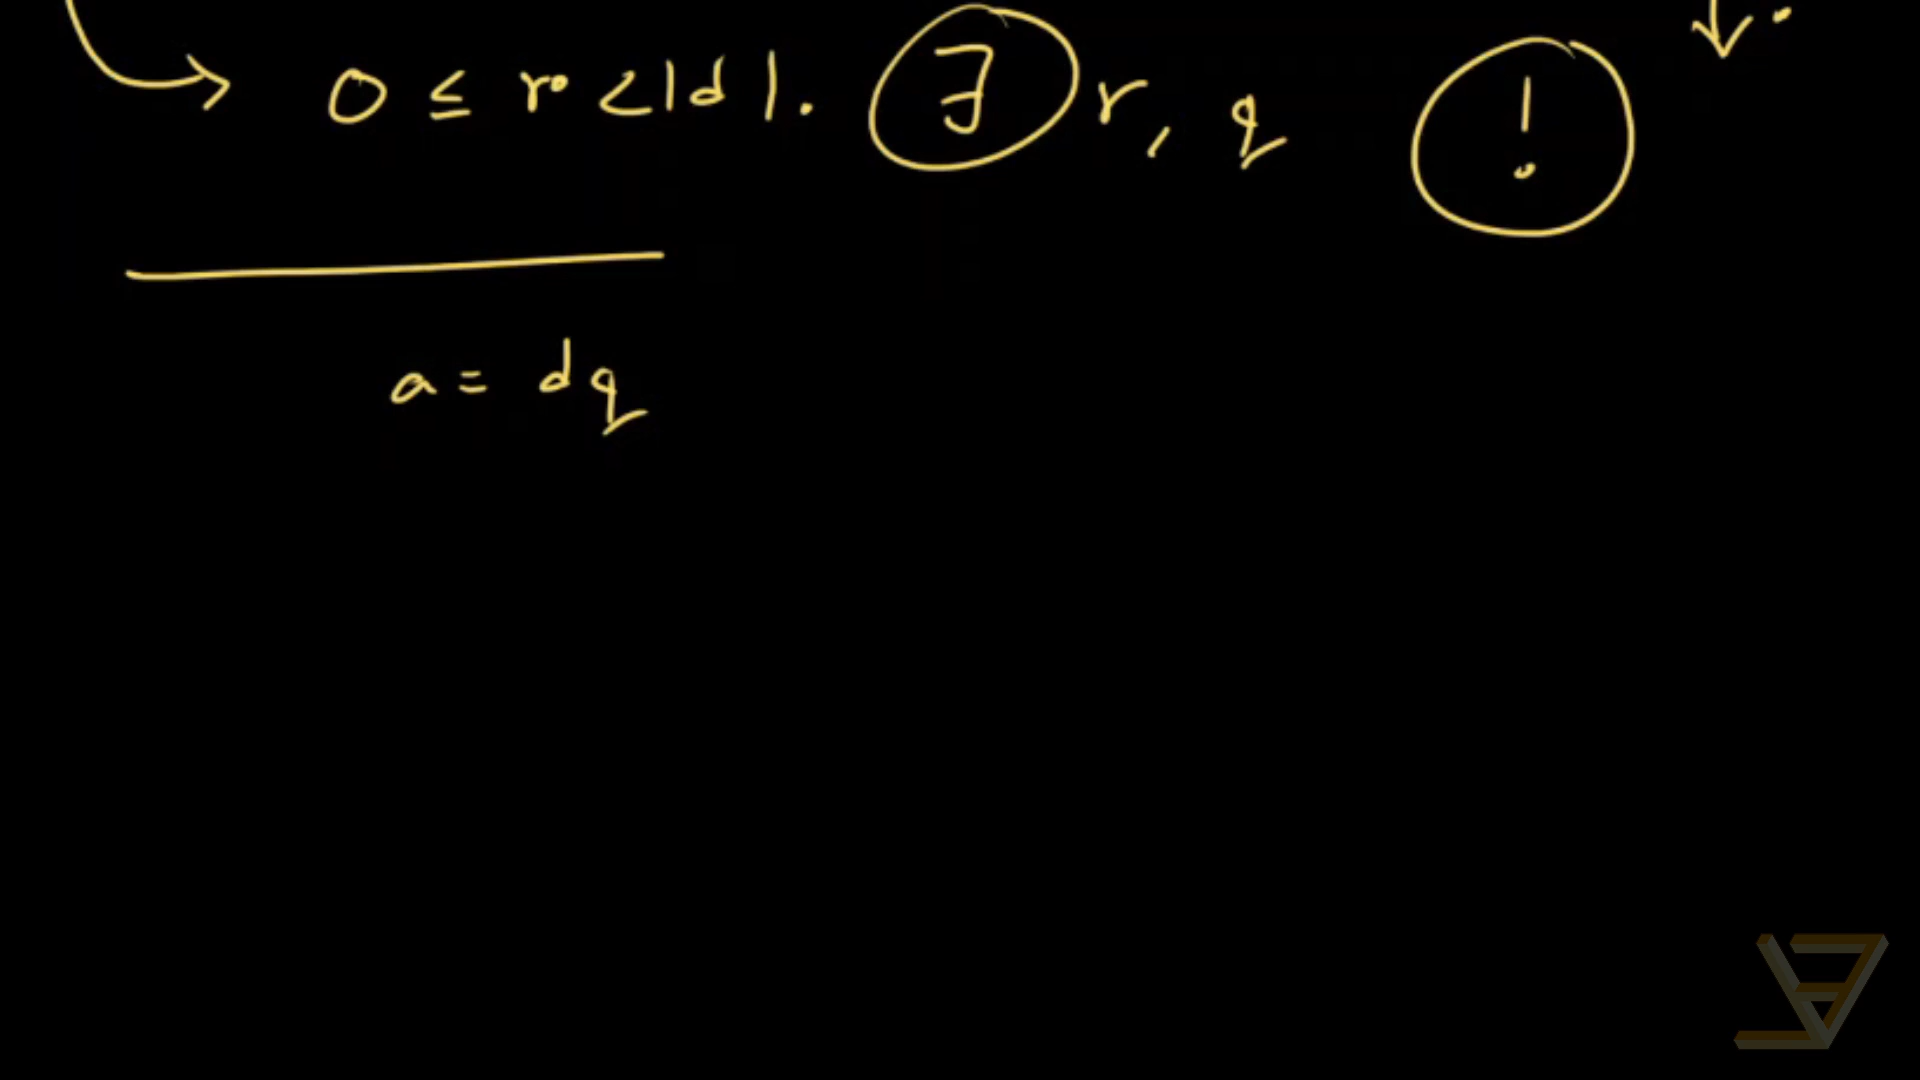 0 ≤ r < |d|. ∃ r, q !
a = dq